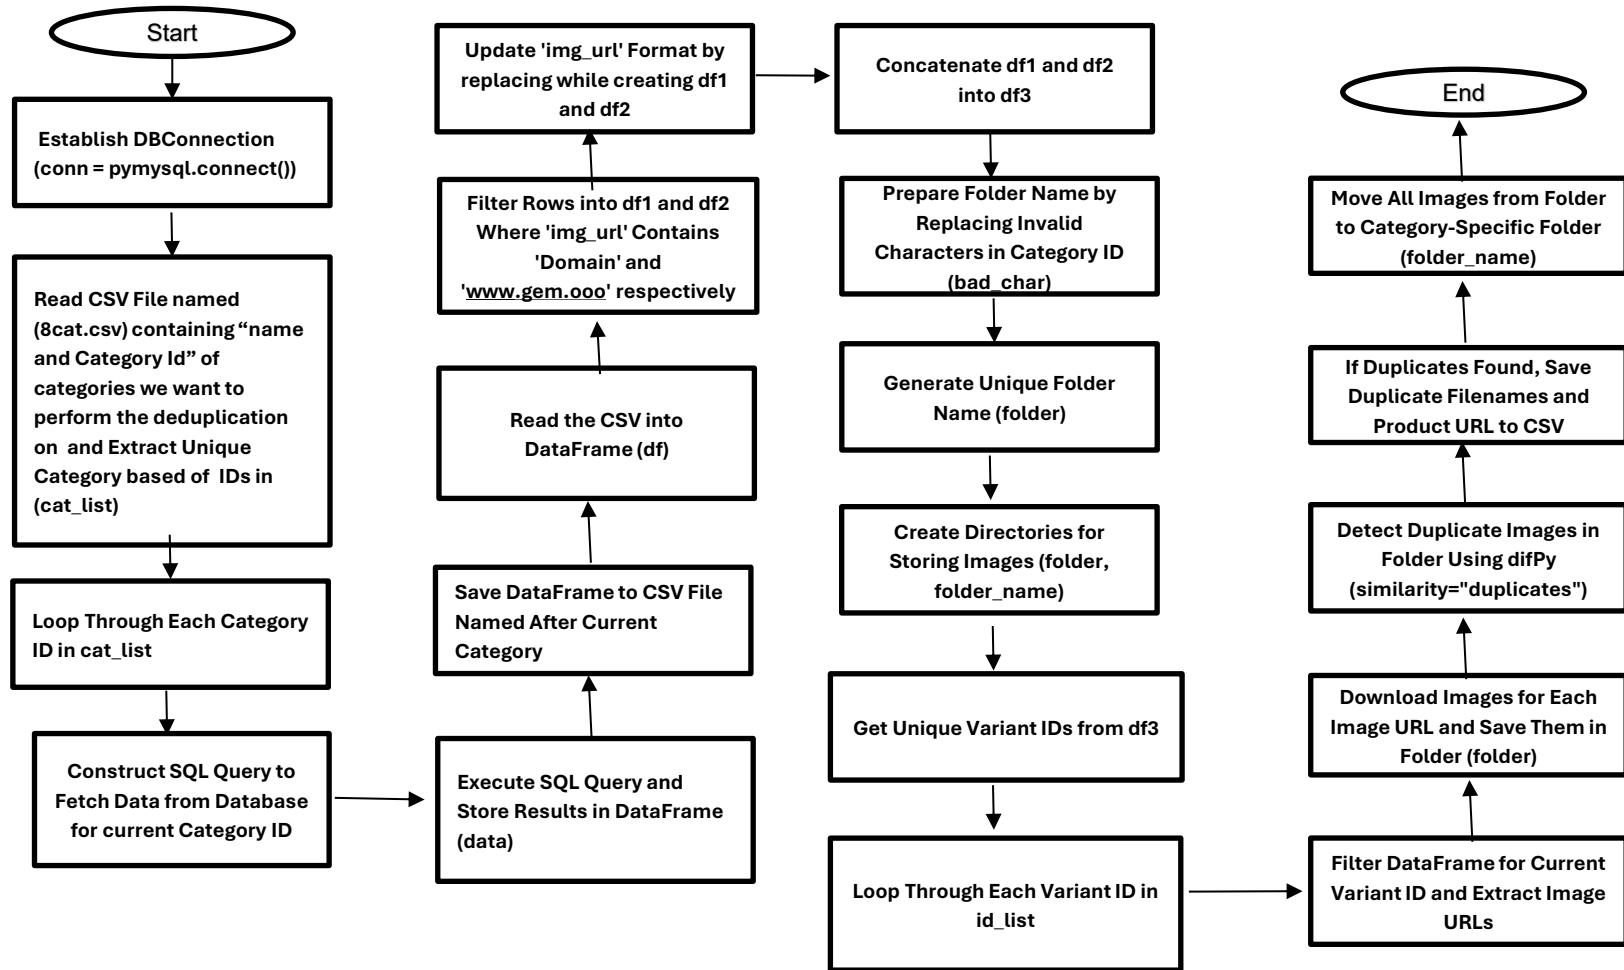 Start
Establish DBConnection
(conn = pymysql.connect())
Read CSV File named
(8cat.csv) containing “name
and Category Id” of
categories we want to
perform the deduplication
on and Extract Unique
Category based of IDs in
(cat_list)
Loop Through Each Category
ID in cat_list
Construct SQL Query to
Fetch Data from Database
for current Category ID
Execute SQL Query and
Store Results in DataFrame
(data)
Save DataFrame to CSV File
Named After Current
Category
Read the CSV into
DataFrame (df)
Filter Rows into df1 and df2
Where 'img_url' Contains
'Domain' and
'www.gem.ooo' respectively
Update 'img_url' Format by
replacing while creating df1
and df2
Concatenate df1 and df2
into df3
Prepare Folder Name by
Replacing Invalid
Characters in Category ID
(bad_char)
Generate Unique Folder
Name (folder)
Create Directories for
Storing Images (folder,
folder_name)
Get Unique Variant IDs from df3
Loop Through Each Variant ID in
id_list
Filter DataFrame for Current
Variant ID and Extract Image
URLs
Download Images for Each
Image URL and Save Them in
Folder (folder)
Detect Duplicate Images in
Folder Using difPy
(similarity="duplicates")
If Duplicates Found, Save
Duplicate Filenames and
Product URL to CSV
Move All Images from Folder
to Category-Specific Folder
(folder_name)
End